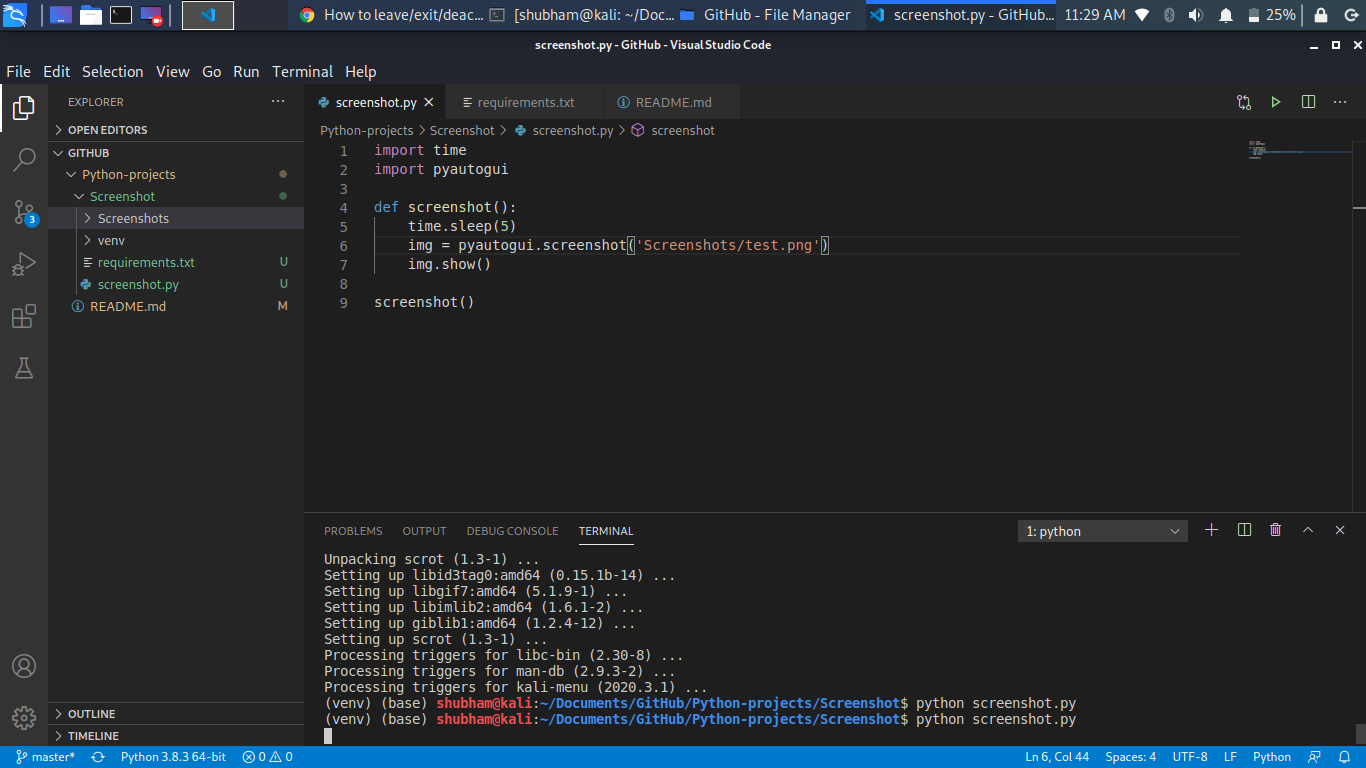 How to leave/exit/deac... [shubham@kali: ~/Doc... GitHub - File Manager screenshot.py - GitHub... 11:29 AM 25%
screenshot.py - GitHub - Visual Studio Code
File Edit Selection View Go Run Terminal Help
EXPLORER
OPEN EDITORS
GITHUB
Python-projects
Screenshot
Screenshots
venv
requirements.txt U
screenshot.py U
README.md M
OUTLINE
TIMELINE
3
screenshot.py requirements.txt README.md
Python-projects > Screenshot > screenshot.py > screenshot
1 import time
2 import pyautogui
3
4 def screenshot():
5 time.sleep(5)
6 img = pyautogui.screenshot('Screenshots/test.png')
7 img.show()
8
9 screenshot()
PROBLEMS OUTPUT DEBUG CONSOLE TERMINAL 1: python
Unpacking scrot (1.3-1) ...
Setting up libid3tag0:amd64 (0.15.1b-14) ...
Setting up libgif7:amd64 (5.1.9-1) ...
Setting up libimlib2:amd64 (1.6.1-2) ...
Setting up giblib1:amd64 (1.2.4-12) ...
Setting up scrot (1.3-1) ...
Processing triggers for libc-bin (2.30-8) ...
Processing triggers for man-db (2.9.3-2) ...
Processing triggers for kali-menu (2020.3.1) ...
(venv) (base) shubham@kali:~/Documents/GitHub/Python-projects/Screenshot$ python screenshot.py
(venv) (base) shubham@kali:~/Documents/GitHub/Python-projects/Screenshot$ python screenshot.py
master* Python 3.8.3 64-bit 0 0 Ln 6, Col 44 Spaces: 4 UTF-8 LF Python